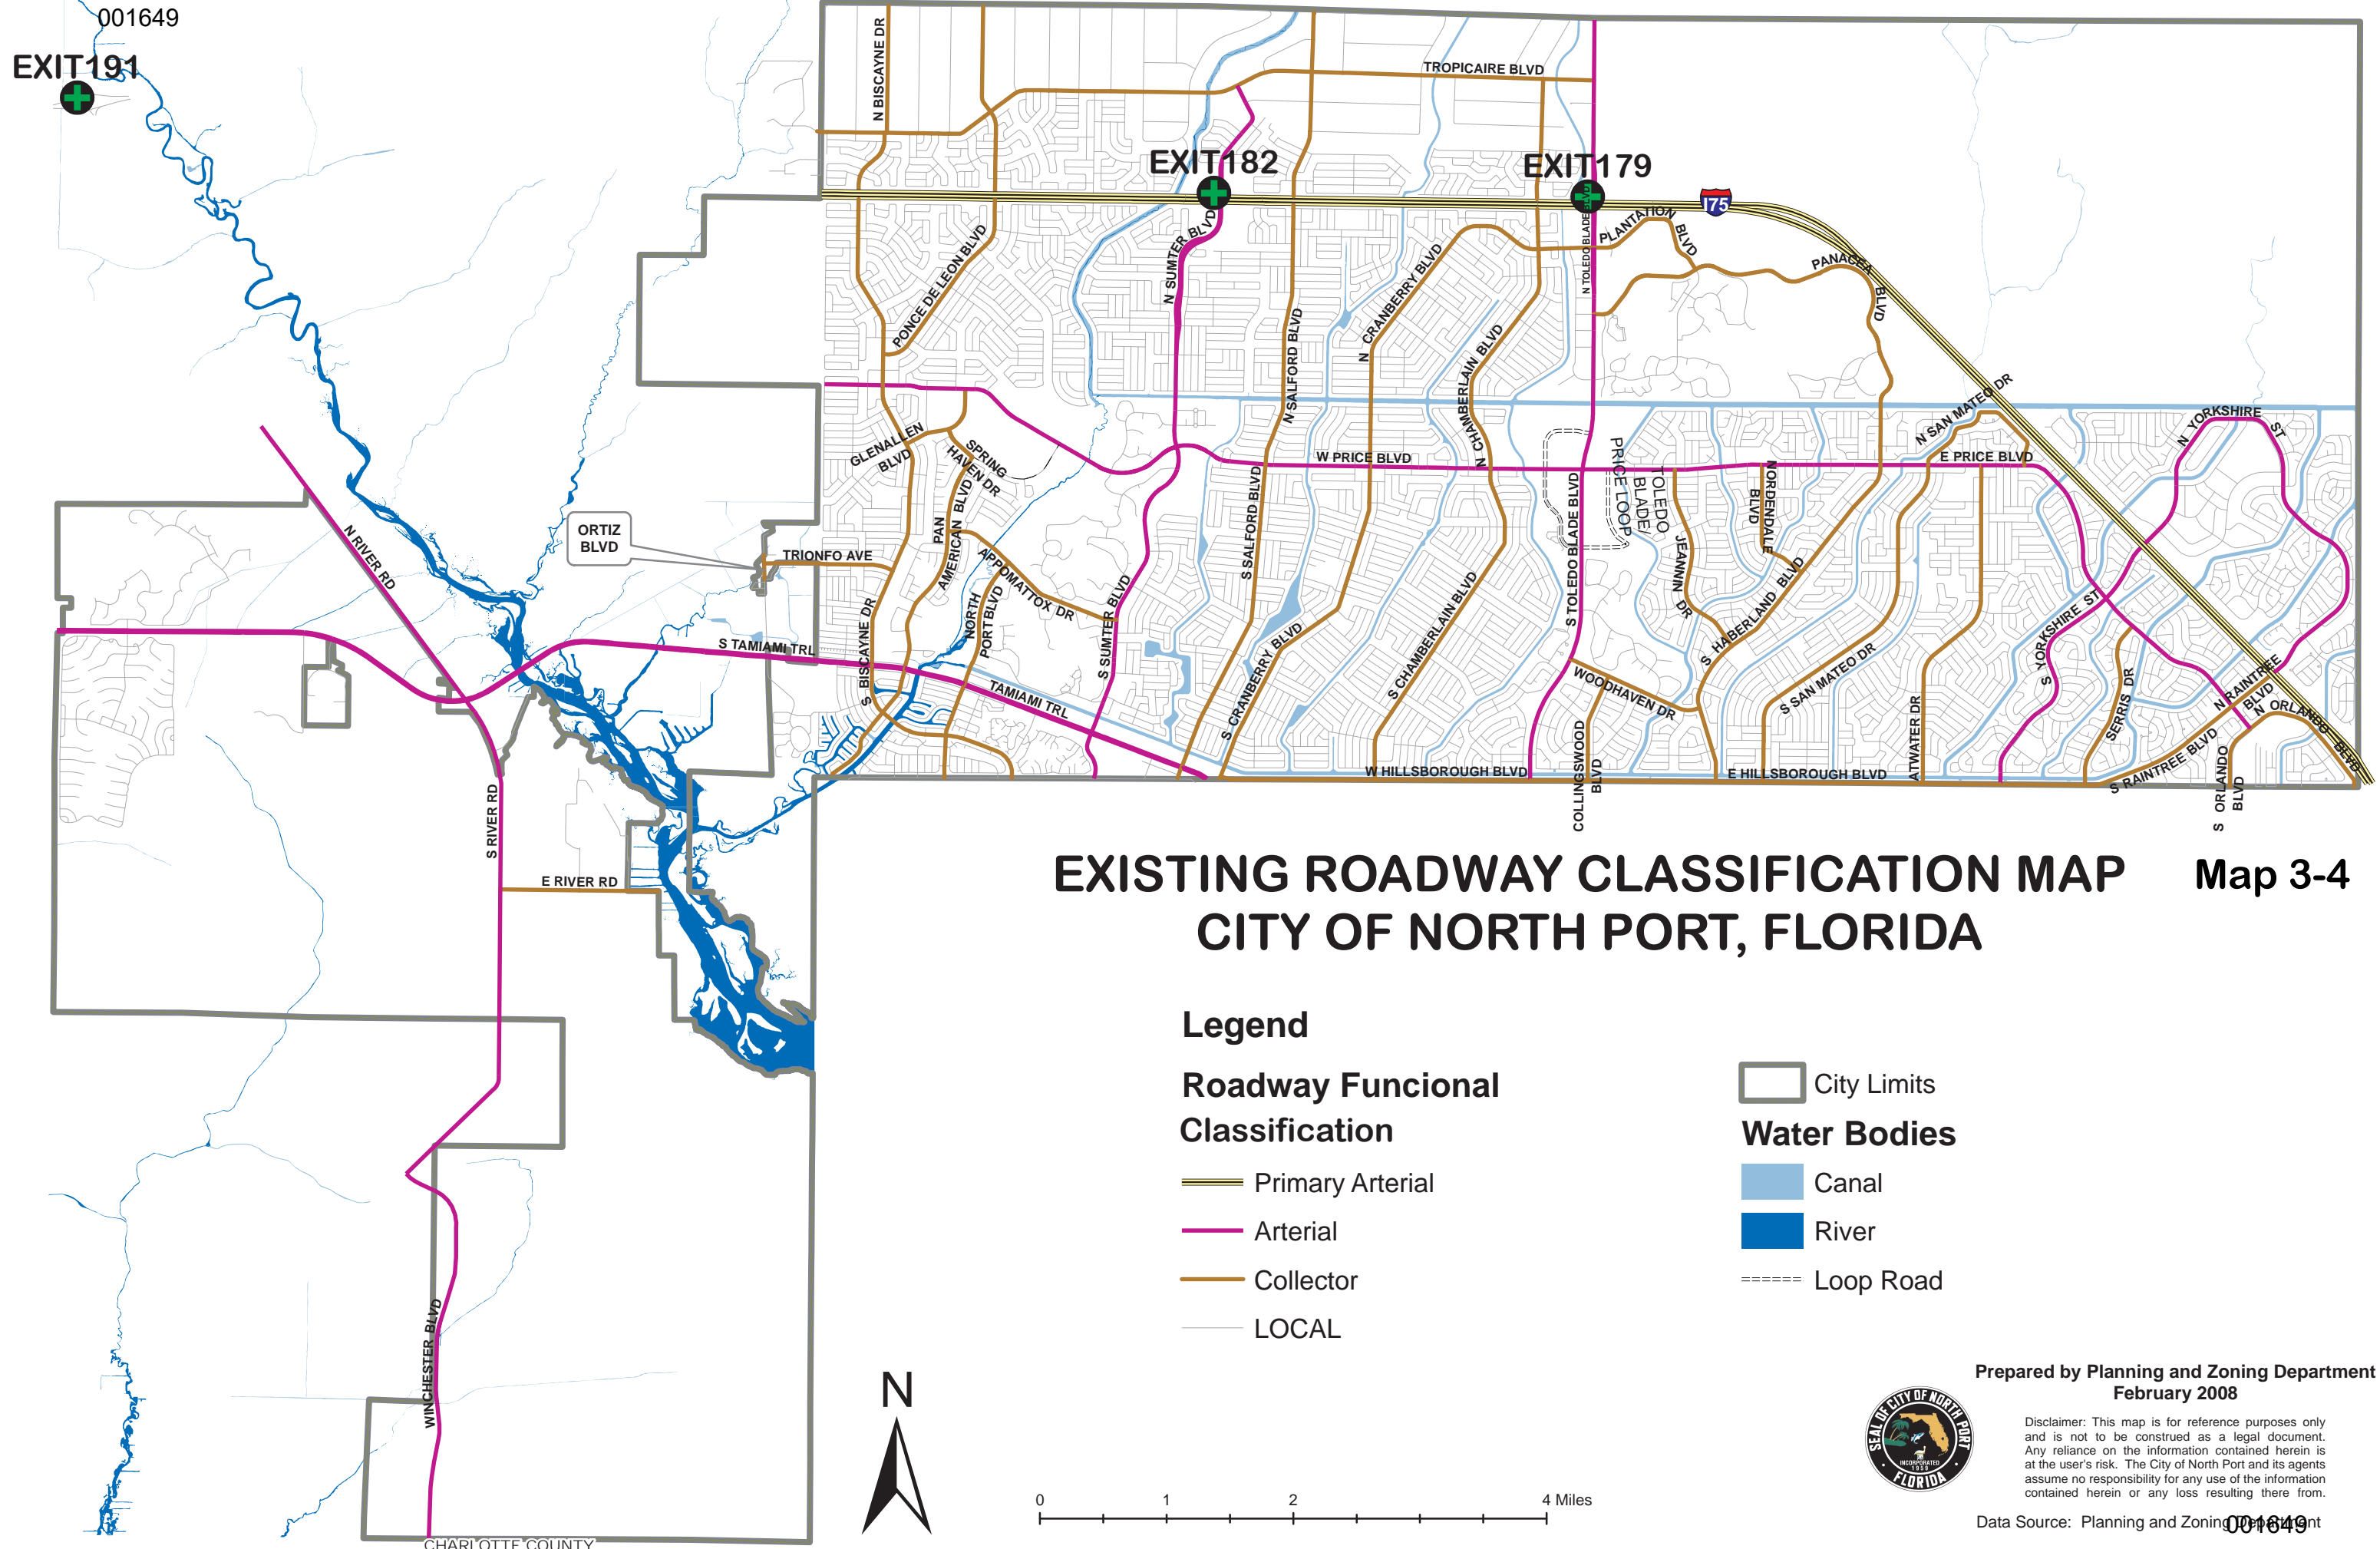 001649
EXIT191
N BISCAYNE DR
TROPICAIRE BLVD
EXIT182
EXIT179
I75
N TOLEDO BLADE BLVD
PLANTATION
BLVD
N SUMTER BLVD
PONCE DE LEON BLVD
N CRANBERRY BLVD
PANACEA
BLVD
N SALFORD BLVD
N CHAMBERLAIN BLVD
N SAN MATEO DR
N YORKSHIRE
ST
GLENALLEN
BLVD
SPRING
HAVEN DR
W PRICE BLVD
E PRICE BLVD
PRICE LOOP
TOLEDO
BLADE/
NORDENDALE
BLVD
S SALFORD BLVD
S TOLEDO BLADE BLVD
PAN
AMERICAN BLVD
N RIVER RD
ORTIZ
BLVD
TRIONFO AVE
APPOMATTOX DR
JEANNIN DR
NORTH
PORT BLVD
S SUMTER BLVD
S CHAMBERLAIN BLVD
S HABERLAND BLVD
S YORKSHIRE ST
S BISCAYNE DR
S TAMIAMI TRL
TAMIAMI TRL
S CRANBERRY BLVD
WOODHAVEN DR
S SAN MATEO DR
ATWATER DR
SERRIS DR
N RAINTREE
BLVD
N ORLANDO BLVD
COLLINGSWOOD
BLVD
W HILLSBOROUGH BLVD
E HILLSBOROUGH BLVD
S RAINTREE BLVD
S ORLANDO
BLVD
S RIVER RD
E RIVER RD
EXISTING ROADWAY CLASSIFICATION MAP
Map 3-4
CITY OF NORTH PORT, FLORIDA
Legend
Roadway Funcional
Classification
Primary Arterial
Arterial
Collector
LOCAL
City Limits
Water Bodies
Canal
River
Loop Road
WINCHESTER BLVD
N
0 1 2 4 Miles
CHARLOTTE COUNTY
SEAL OF CITY OF NORTH PORT
INCORPORATED
1959
FLORIDA
Prepared by Planning and Zoning Department
February 2008
Disclaimer: This map is for reference purposes only
and is not to be construed as a legal document.
Any reliance on the information contained herein is
at the user's risk. The City of North Port and its agents
assume no responsibility for any use of the information
contained herein or any loss resulting there from.
Data Source: Planning and Zoning Department
001649